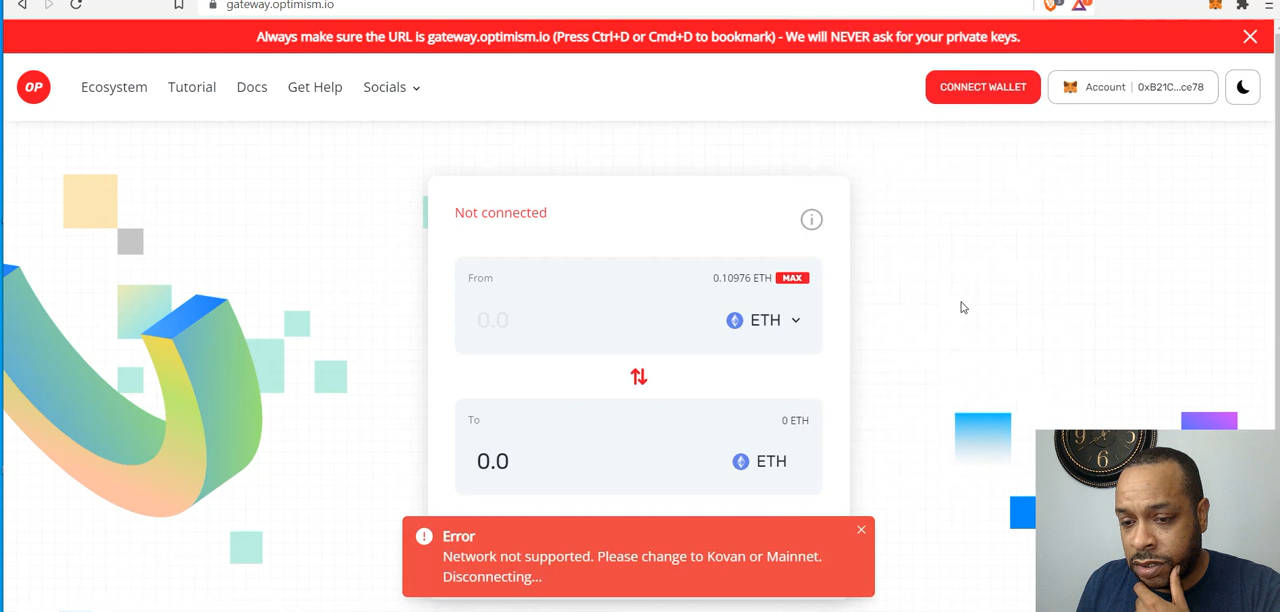 gateway.optimism.io
Always make sure the URL is gateway.optimism.io (Press Ctrl+D or Cmd+D to bookmark) - We will NEVER ask for your private keys.
OP
Ecosystem
Tutorial
Docs
Get Help
Socials
CONNECT WALLET
Account
0xB21C...ce78
Not connected
From
0.10976 ETH
MAX
0.0
ETH
To
0 ETH
0.0
ETH
Error
Network not supported. Please change to Kovan or Mainnet.
Disconnecting...
6